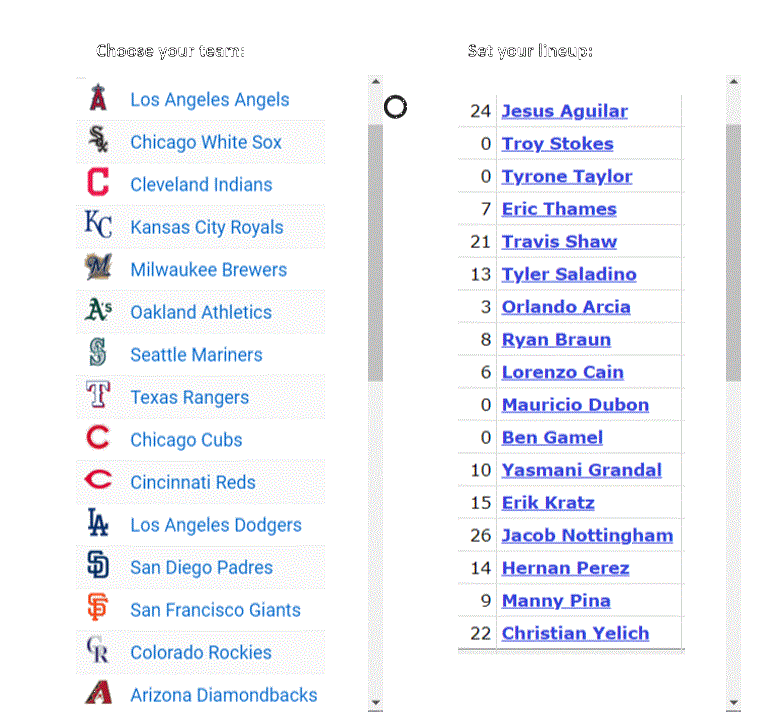 Choose your team:
Los Angeles Angels
Chicago White Sox
Cleveland Indians
Kansas City Royals
Milwaukee Brewers
Oakland Athletics
Seattle Mariners
Texas Rangers
Chicago Cubs
Cincinnati Reds
Los Angeles Dodgers
San Diego Padres
San Francisco Giants
Colorado Rockies
Arizona Diamondbacks
Set your lineup:
24 Jesus Aguilar
0 Troy Stokes
0 Tyrone Taylor
7 Eric Thames
21 Travis Shaw
13 Tyler Saladino
3 Orlando Arcia
8 Ryan Braun
6 Lorenzo Cain
0 Mauricio Dubon
0 Ben Gamel
10 Yasmani Grandal
15 Erik Kratz
26 Jacob Nottingham
14 Hernan Perez
9 Manny Pina
22 Christian Yelich